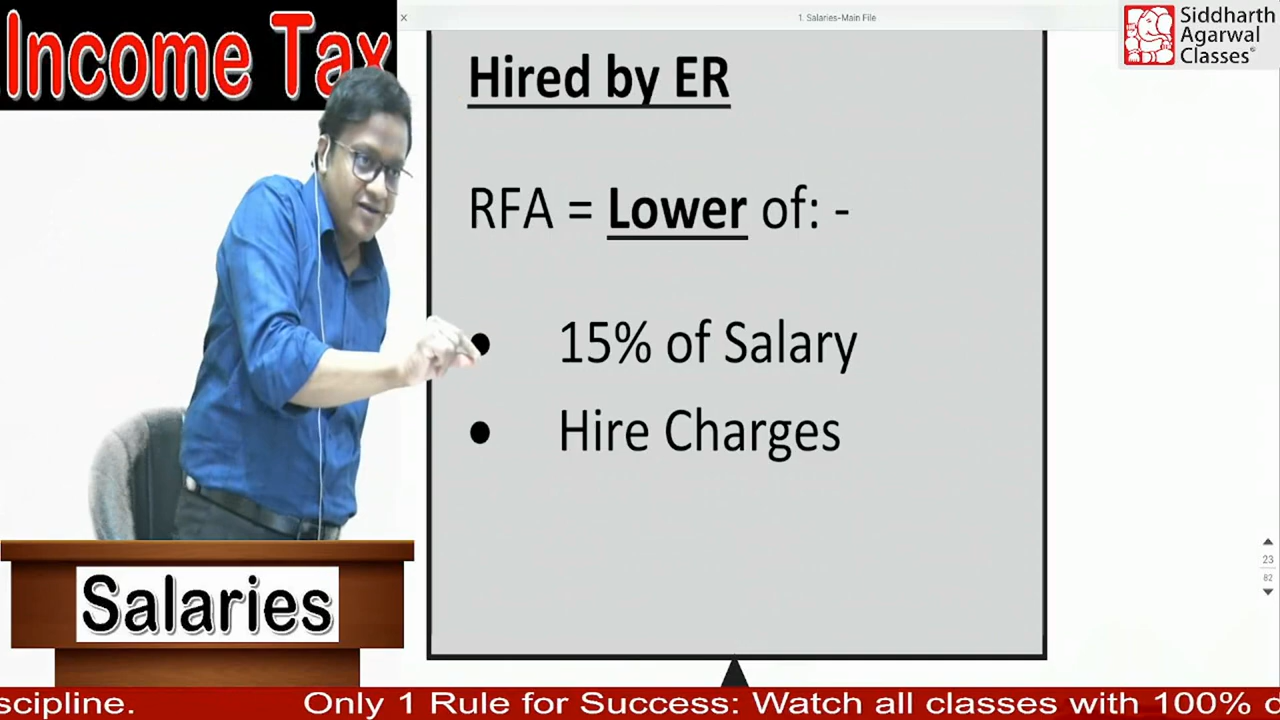 Income Tax
×
1. Salaries-Main File
Siddharth
Agarwal
Classes®
Hired by ER
RFA = Lower of: -
• 15% of Salary
• Hire Charges
23
82
Salaries
scipline.
Only 1 Rule for Success: Watch all classes with 100%